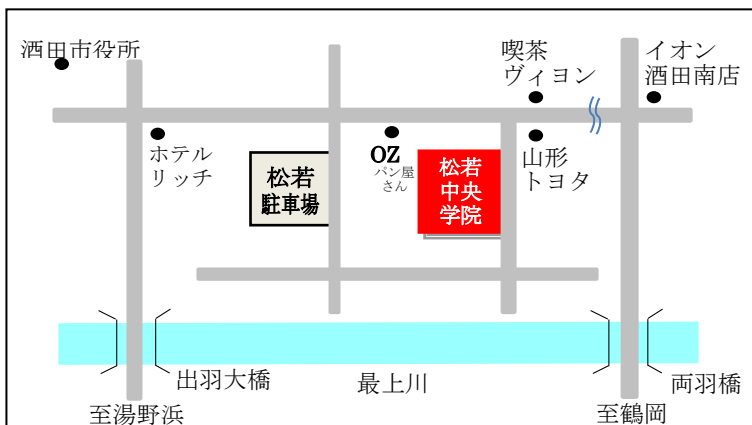 酒田市役所
喫茶
ヴィヨン
イオン
酒田南店
ホテル
リッチ
松若
駐車場
OZ
パン屋
さん
松若
中央
学院
山形
トヨタ
出羽大橋
最上川
両羽橋
至湯野浜
至鶴岡